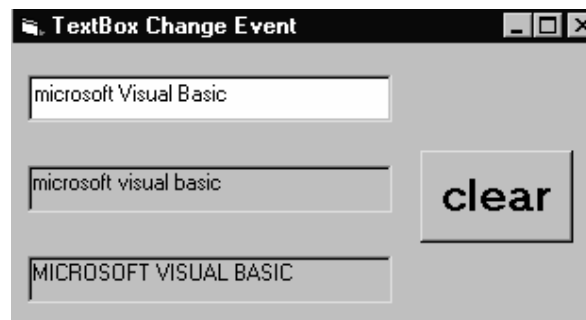 TextBox Change Event
microsoft Visual Basic
microsoft visual basic
clear
MICROSOFT VISUAL BASIC